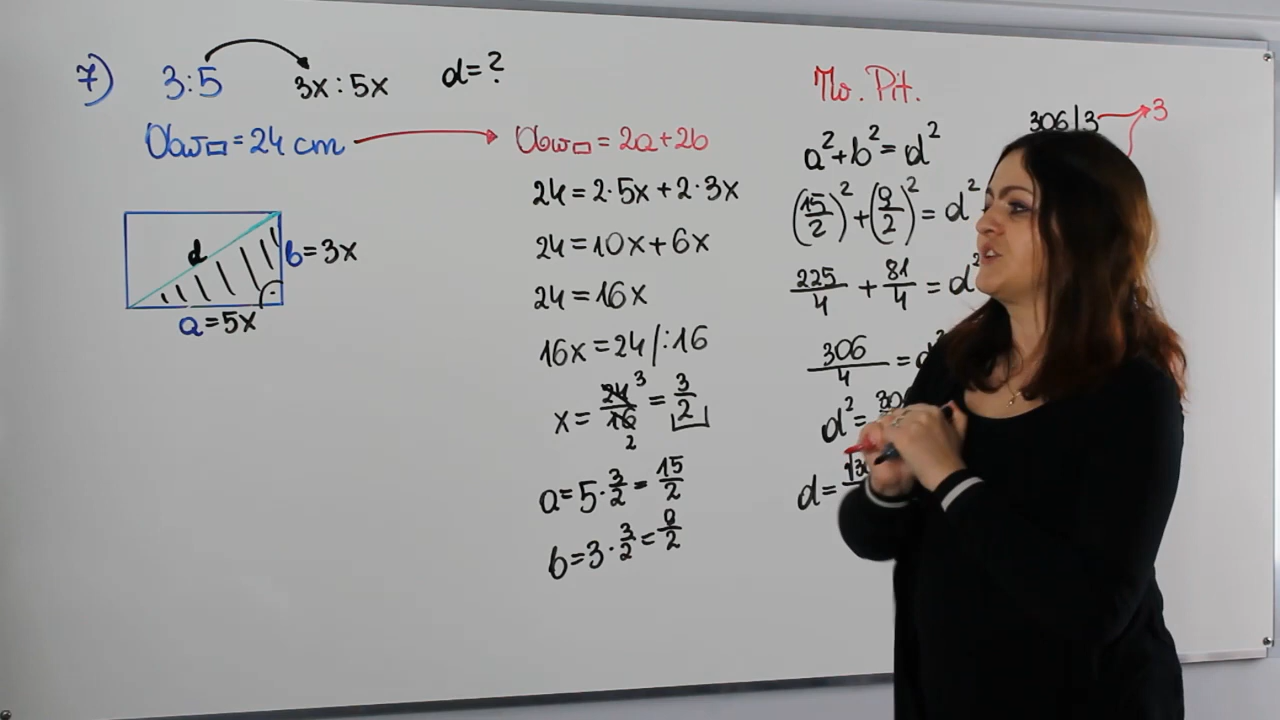 7) 3:5 3x : 5x d = ?
Obw▭ = 24 cm
d
b = 3x
a = 5x
Obw▭ = 2a + 2b
24 = 2·5x + 2·3x
24 = 10x + 6x
24 = 16x
16x = 24 /:16
x = 24/16 3 2 = 3/2
a = 5·3/2 = 15/2
b = 3·3/2 = 9/2
Tw. Pit.
a² + b² = d²
(15/2)² + (9/2)² = d²
225/4 + 81/4 = d²
306/4 =
d² =
d =
306 | 3 3